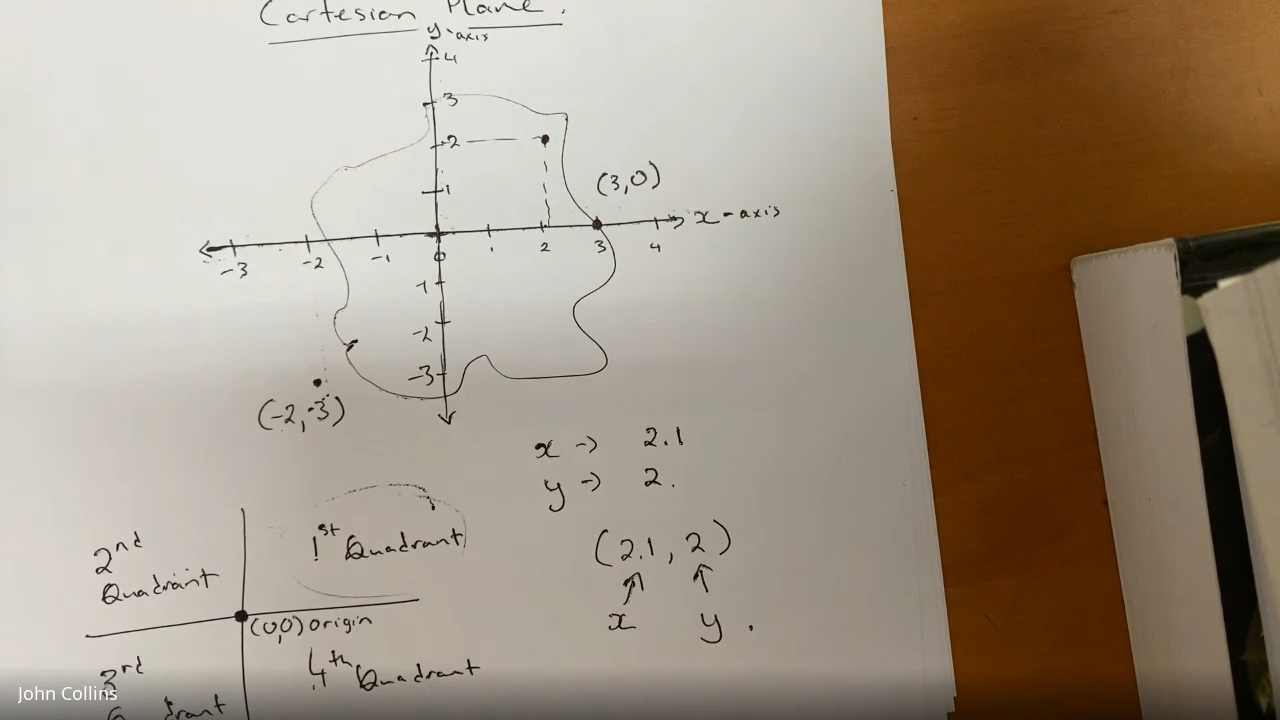 Cartesian Plane.
y-axis
4
3
2
1
(3,0)
x-axis
-3 -2 -1 0 1 2 3 4
-1
-2
-3
(-2,-3)
x -> 2.1
y -> 2.
(2.1, 2)
x y.
2nd
Quadrant
1st Quadrant
(0,0) origin
3rd
4th Quadrant
John Collins